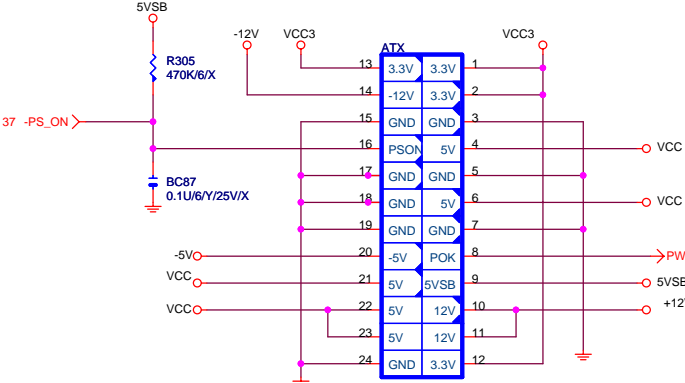 5VSB
-12V VCC3 VCC3
ATX
R305
470K/6/X
37 -PS_ON
BC87
0.1U/6/Y/25V/X
13 3.3V 3.3V 1
14 -12V 3.3V 2
15 GND GND 3
16 PSON 5V 4 VCC
17 GND GND 5
18 GND 5V 6 VCC
19 GND GND 7
-5V 20 -5V POK 8 PW
VCC 21 5V 5VSB 9 5VSB
VCC 22 5V 12V 10 +12V
23 5V 12V 11
24 GND 3.3V 12